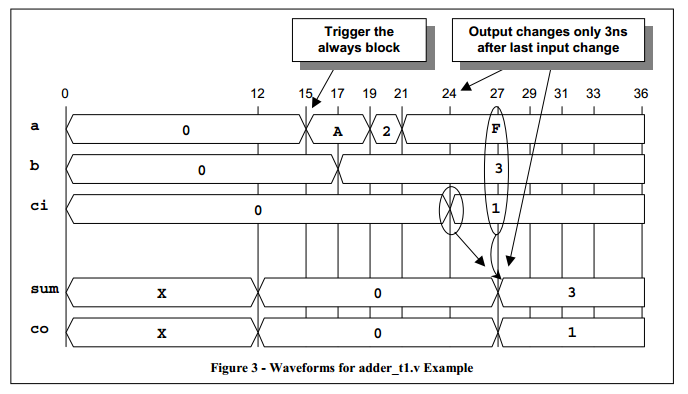 Trigger the
always block
Output changes only 3ns
after last input change
0 12 15 17 19 21 24 27 29 31 33 36
a 0 A 2 F
b 0 3
ci 0 1
sum X 0 3
co X 0 1
Figure 3 - Waveforms for adder_t1.v Example